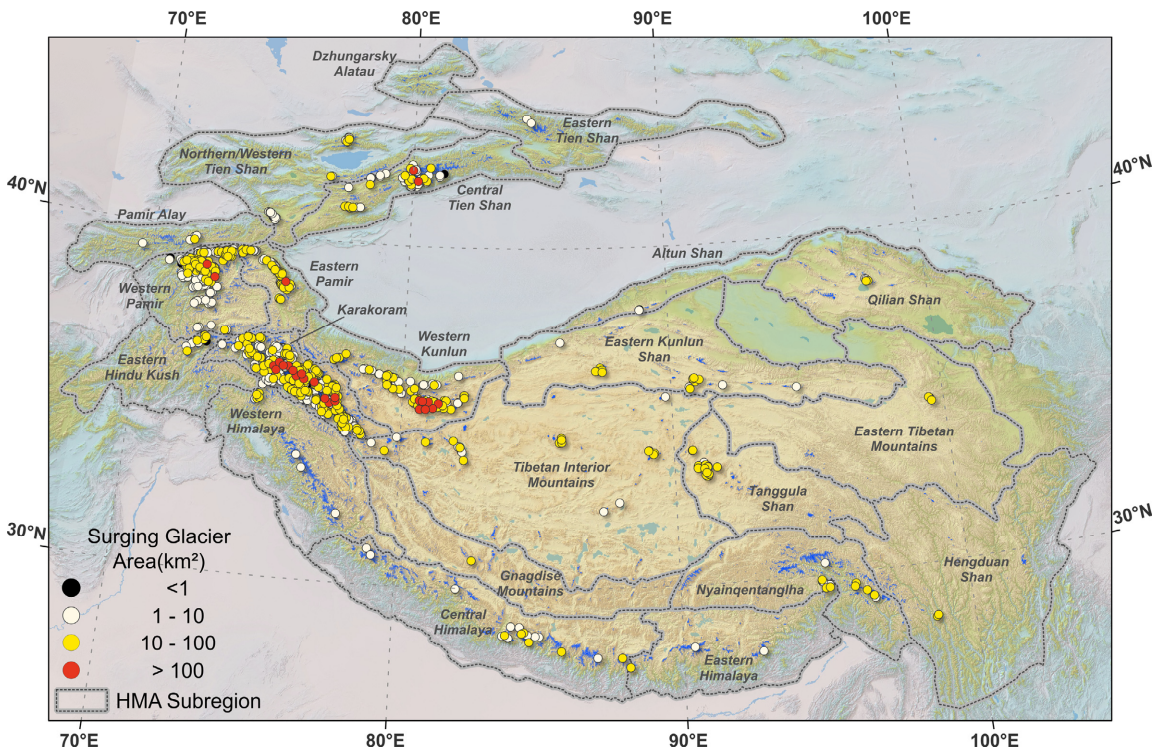 70°E
80°E
90°E
100°E
Dzhungarsky
Alatau
Eastern
Tien Shan
Northern/Western
Tien Shan
40°N
40°N
Central
Tien Shan
Pamir Alay
Altun Shan
Eastern
Pamir
Western
Pamir
Qilian Shan
Karakoram
Western
Kunlun
Eastern Kunlun
Shan
Eastern
Hindu Kush
Western
Himalaya
Eastern Tibetan
Mountains
Tibetan Interior
Mountains
Tanggula
Shan
30°N
30°N
Surging Glacier
Area(km²)
<1
1 - 10
10 - 100
> 100
HMA Subregion
Hengduan
Shan
Gnagdise
Mountains
Nyainqentanglha
Central
Himalaya
Eastern
Himalaya
70°E
80°E
90°E
100°E